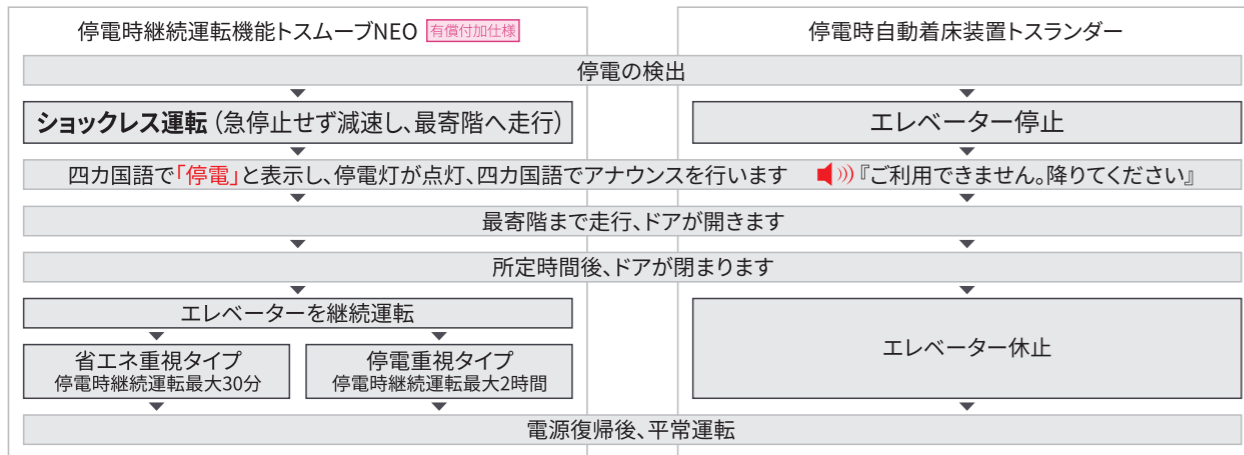 停電時継続運転機能トスムーブNEO 有償付加仕様
停電時自動着床装置トスランダー
停電の検出
ショックレス運転（急停止せず減速し、最寄階へ走行）
エレベーター停止
四カ国語で「停電」と表示し、停電灯が点灯、四カ国語でアナウンスを行います 『ご利用できません。降りてください』
最寄階まで走行、ドアが開きます
所定時間後、ドアが閉まります
エレベーターを継続運転
省エネ重視タイプ
停電時継続運転最大30分
停電重視タイプ
停電時継続運転最大2時間
エレベーター休止
電源復帰後、平常運転